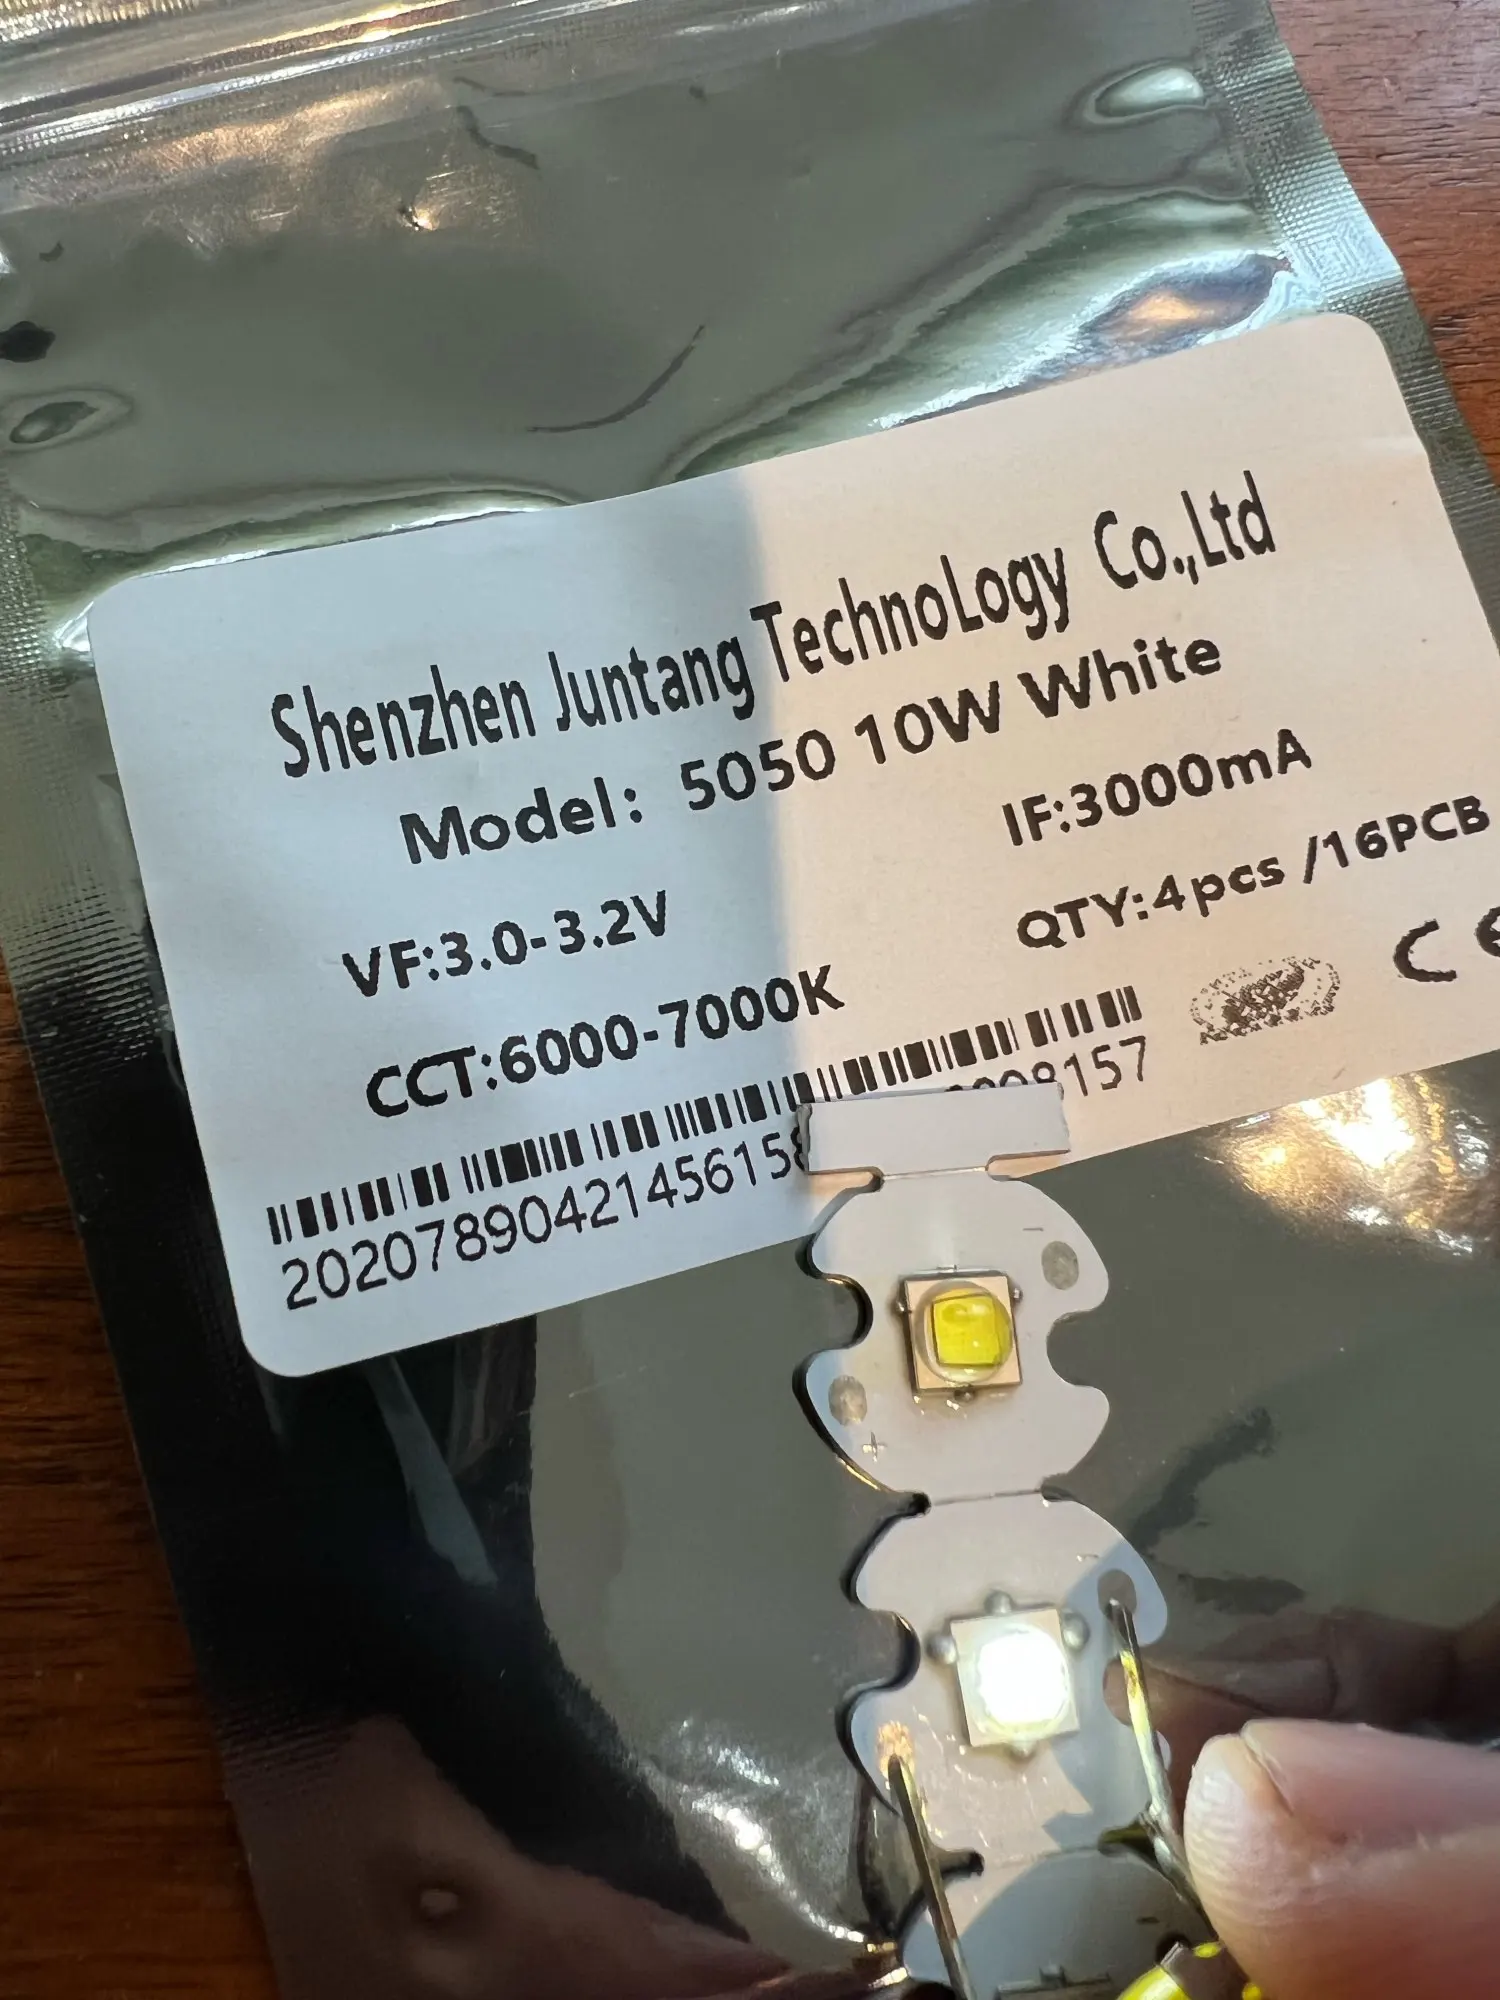 Shenzhen Juntang TechnoLogy Co.,Ltd
Model: 5050 10W White
VF:3.0-3.2V IF:3000mA
CCT:6000-7000K QTY:4pcs /16PCB
CE
-
+
-